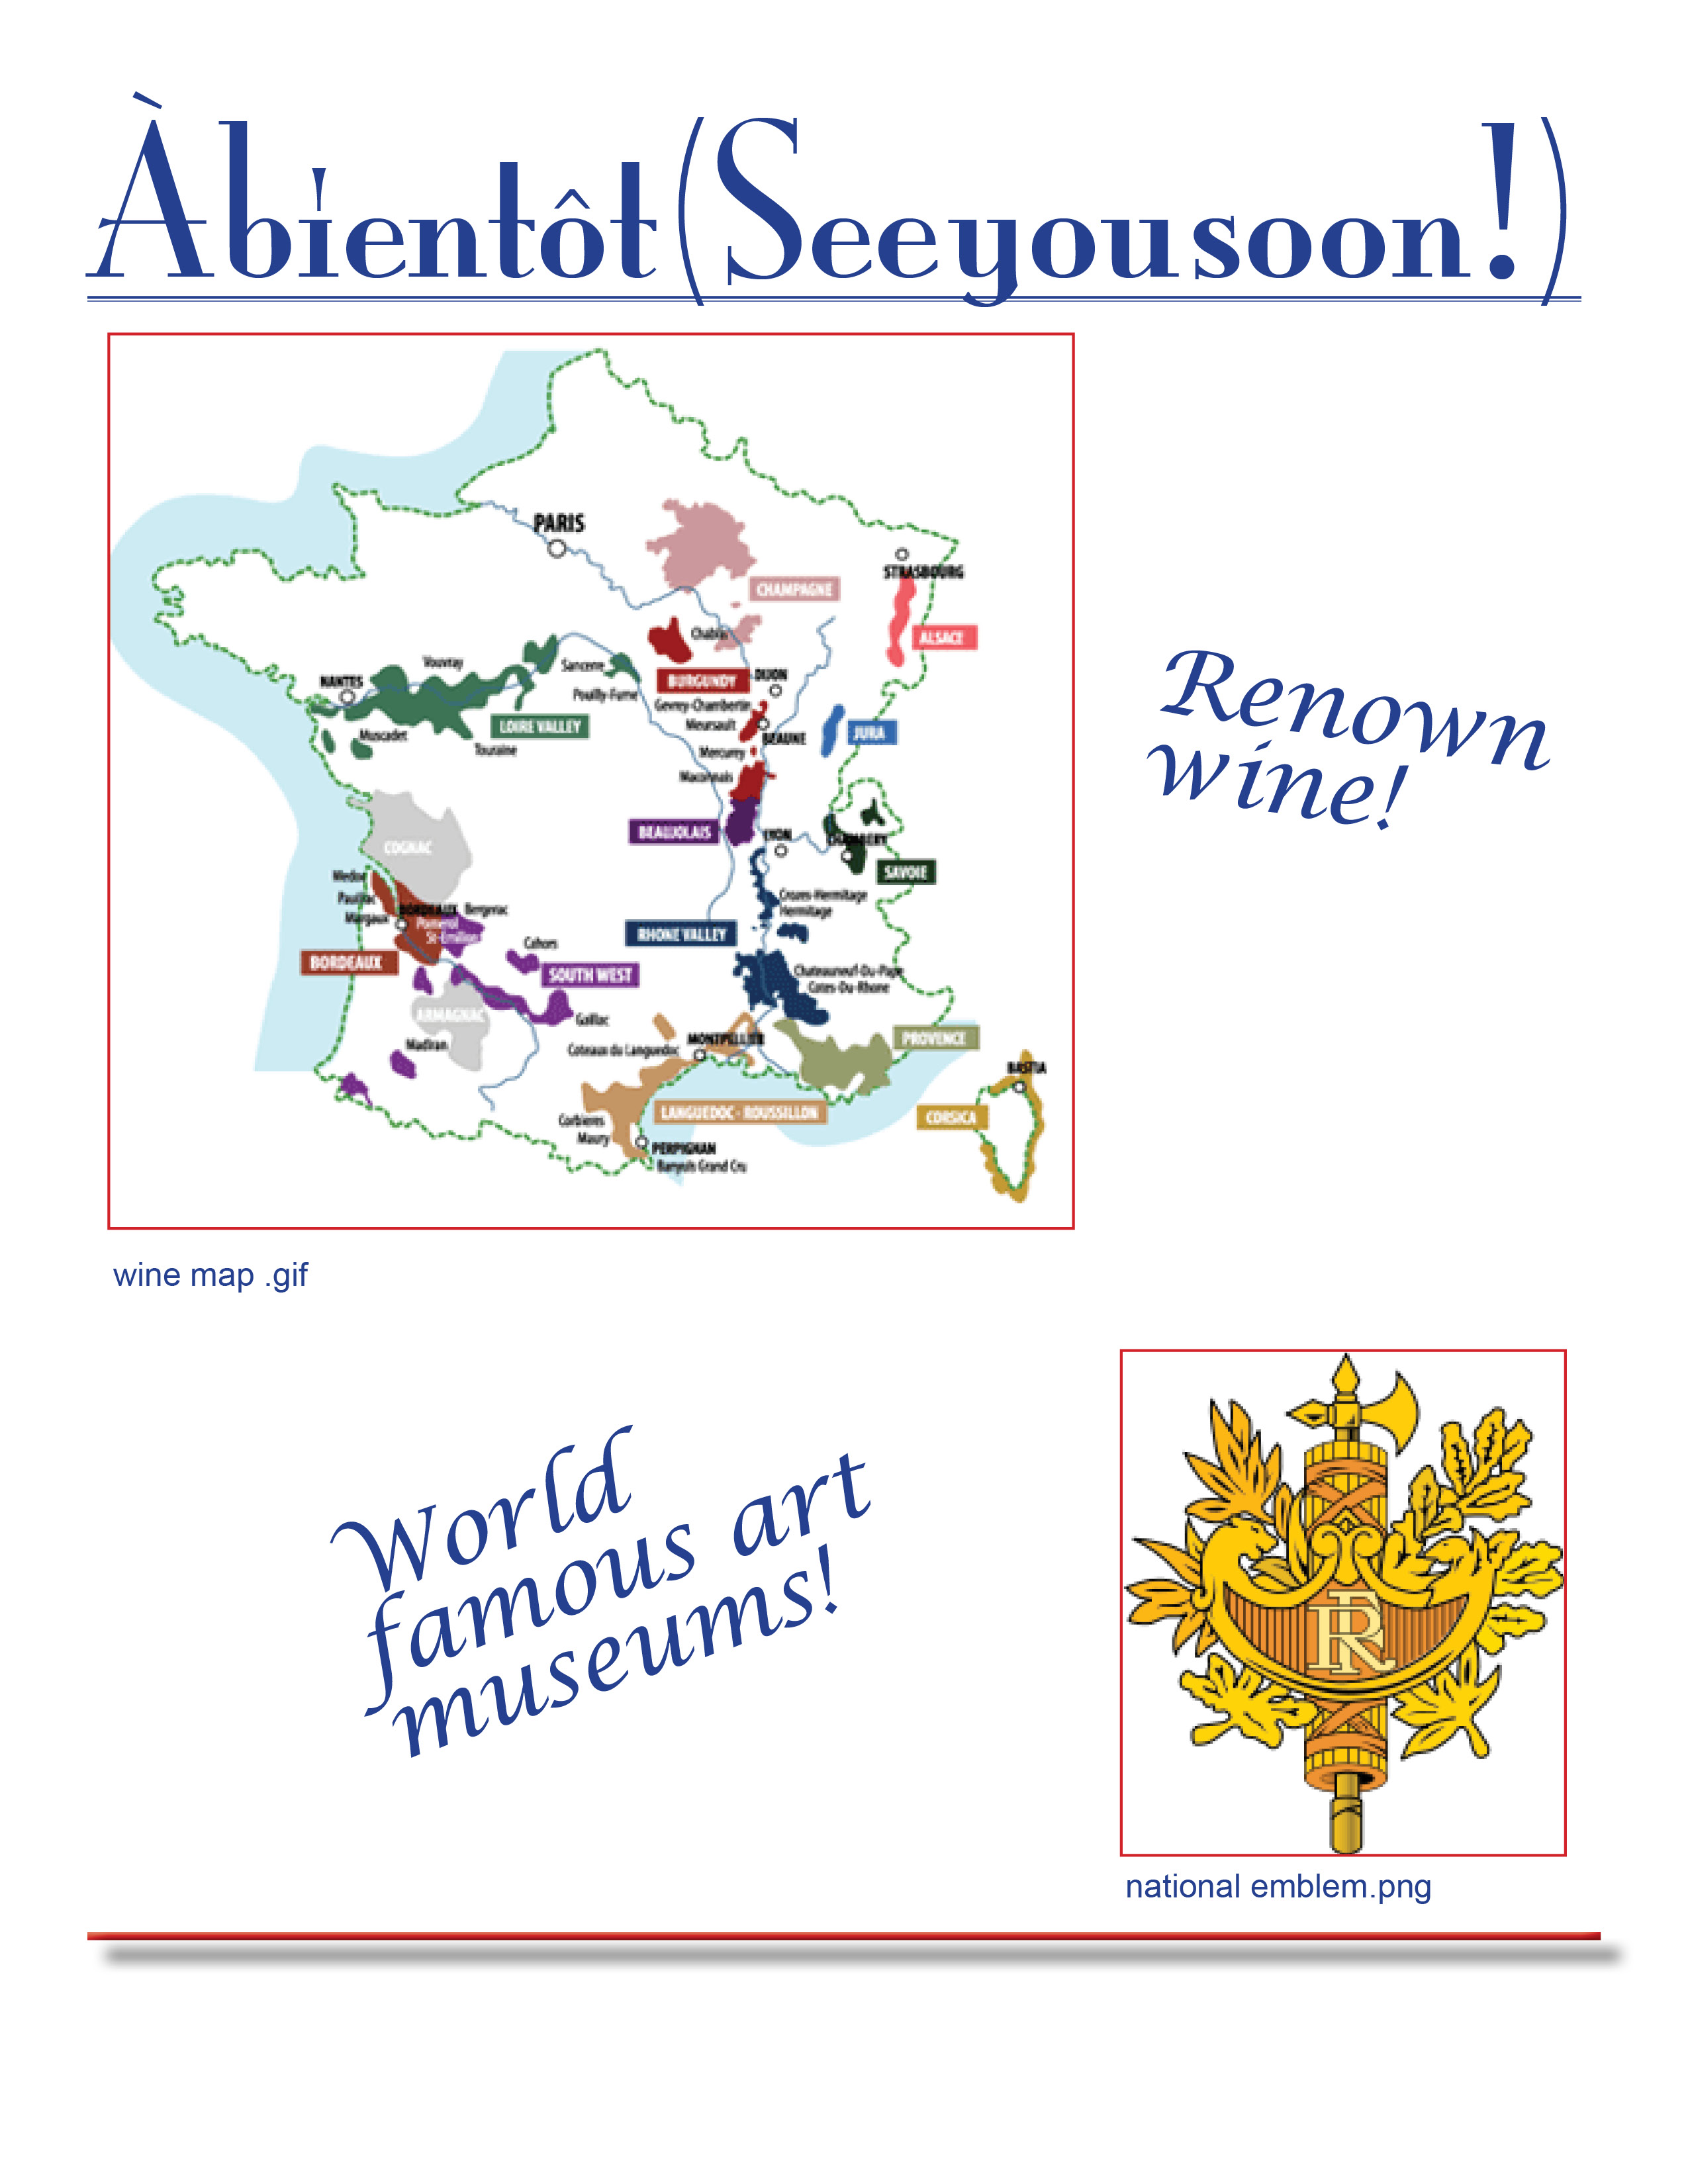 À bientôt (See you soon!)
PARIS
STRASBOURG
CHAMPAGNE
ALSACE
Chablis
Vouvray
Sancerre
NANTES
BURGUNDY
DIJON
Pouilly-Fume
Gevrey-Chambertin
LOIRE VALLEY
Meursault
JURA
Muscadet
BEAUNE
Touraine
Mercurey
Maconnais
BEAUJOLAIS
LYON
CHAMBERY
COGNAC
SAVOIE
Medoc
Pauillac
Crozes-Hermitage
BORDEAUX
Bergerac
Hermitage
Margaux
Pomerol
St-Emilion
RHONE VALLEY
Cahors
BORDEAUX
SOUTH WEST
Chateauneuf-Du-Pape
Cotes-Du-Rhone
ARMAGNAC
Gaillac
Madiran
Coteaux du Languedoc
MONTPELLIER
PROVENCE
BASTIA
LANGUEDOC - ROUSSILLON
CORSICA
Corbieres
Maury
PERPIGNAN
Banyuls Grand Cru
Renown
wine!
wine map .gif
World
famous art
museums!
RF
national emblem.png